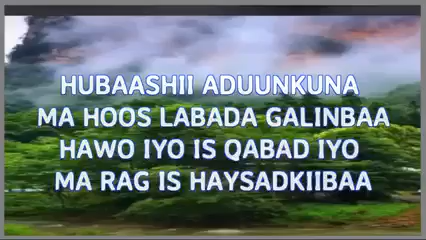 HUBAASHII ADUUNKUNA
MA HOOS LABADA GALINBAA
HAWO IYO IS QABAD IYO
MA RAG IS HAYSADKIIBAA